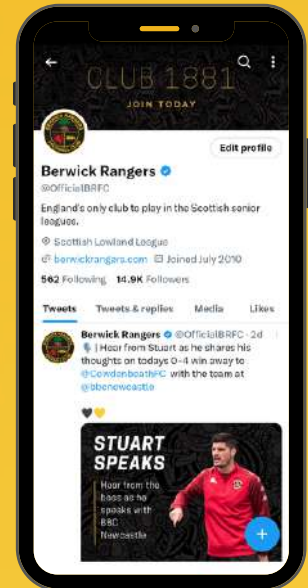 CLUB 1881
JOIN TODAY
Edit profile
Berwick Rangers
@OfficialBRFC
England's only club to play in the Scottish senior
leagues.
Scottish Lowland League
berwickrangers.com Joined July 2010
562 Following 14.9K Followers
Tweets Tweets & replies Media Likes
Berwick Rangers @OfficialBRFC · 2d
| Hear from Stuart as he shares his
thoughts on todays 0-4 win away to
@CowdenbeathFC with the team at
@bbcnewcastle
STUART
SPEAKS
Hear from the
boss as he
speaks with
BBC
Newcastle